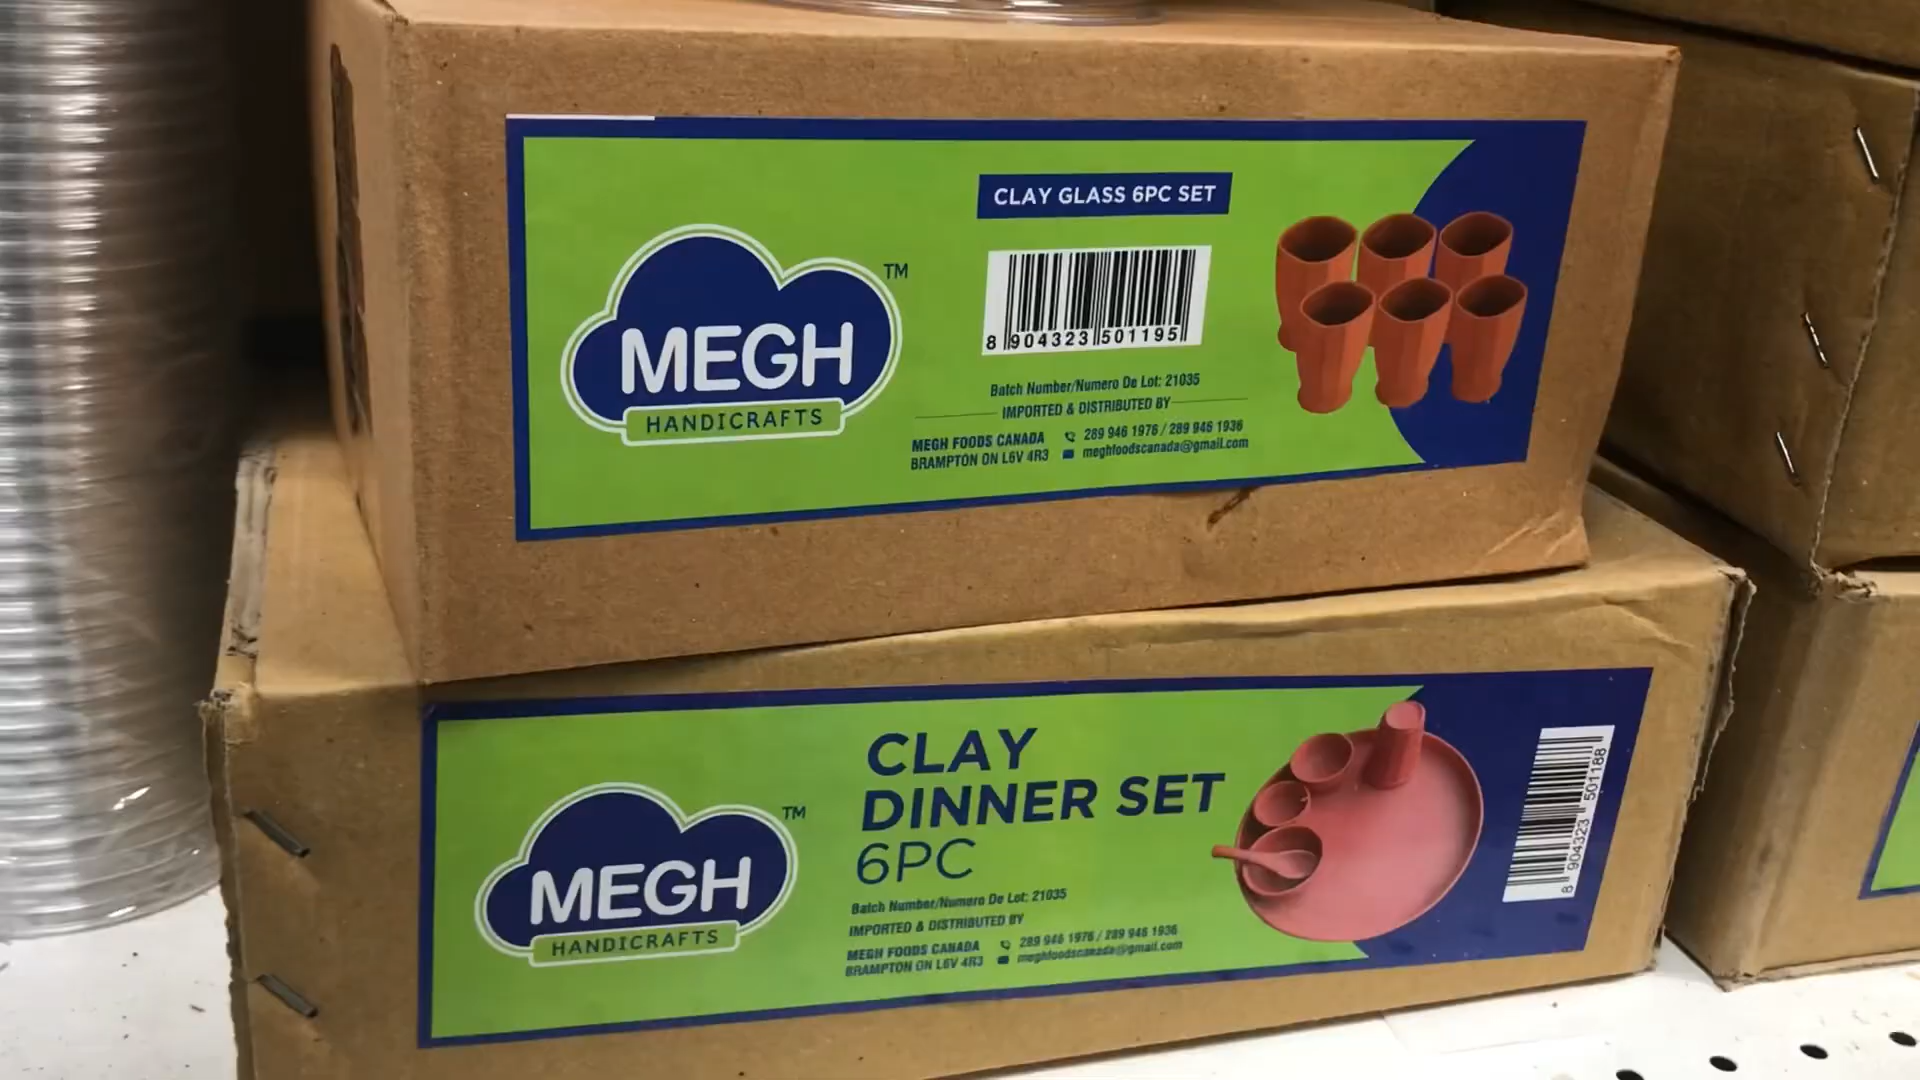 CLAY GLASS 6PC SET
MEGH
TM
HANDICRAFTS
8 904323 501195
Batch Number/Numero De Lot: 21035
IMPORTED & DISTRIBUTED BY
MEGH FOODS CANADA 289 946 1976 / 289 946 1936
BRAMPTON ON L6V 4R3 meghfoodscanada@gmail.com
CLAY
DINNER SET
6PC
MEGH
TM
HANDICRAFTS
Batch Number/Numero De Lot: 21035
IMPORTED & DISTRIBUTED BY
MEGH FOODS CANADA 289 946 1976 / 289 946 1936
BRAMPTON ON L6V 4R3 meghfoodscanada@gmail.com
8 904323 501188